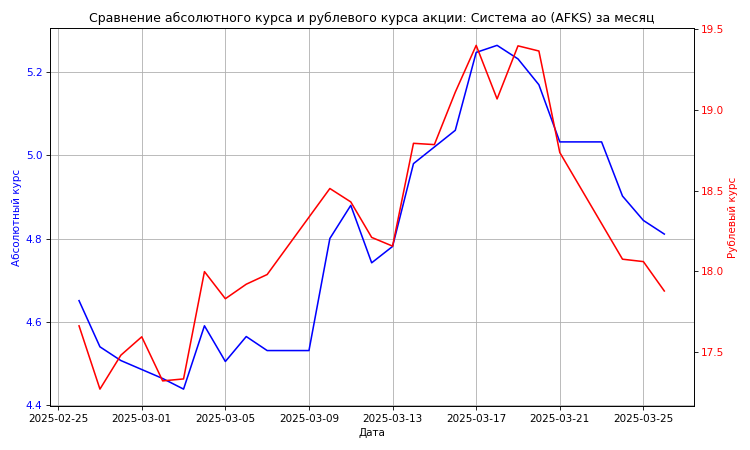 Сравнение абсолютного курса и рублевого курса акции: Система ао (AFKS) за месяц
Абсолютный курс
5.2
5.0
4.8
4.6
4.4
19.5
19.0
18.5
18.0
17.5
Рублевый курс
2025-02-25 2025-03-01 2025-03-05 2025-03-09 2025-03-13 2025-03-17 2025-03-21 2025-03-25
Дата